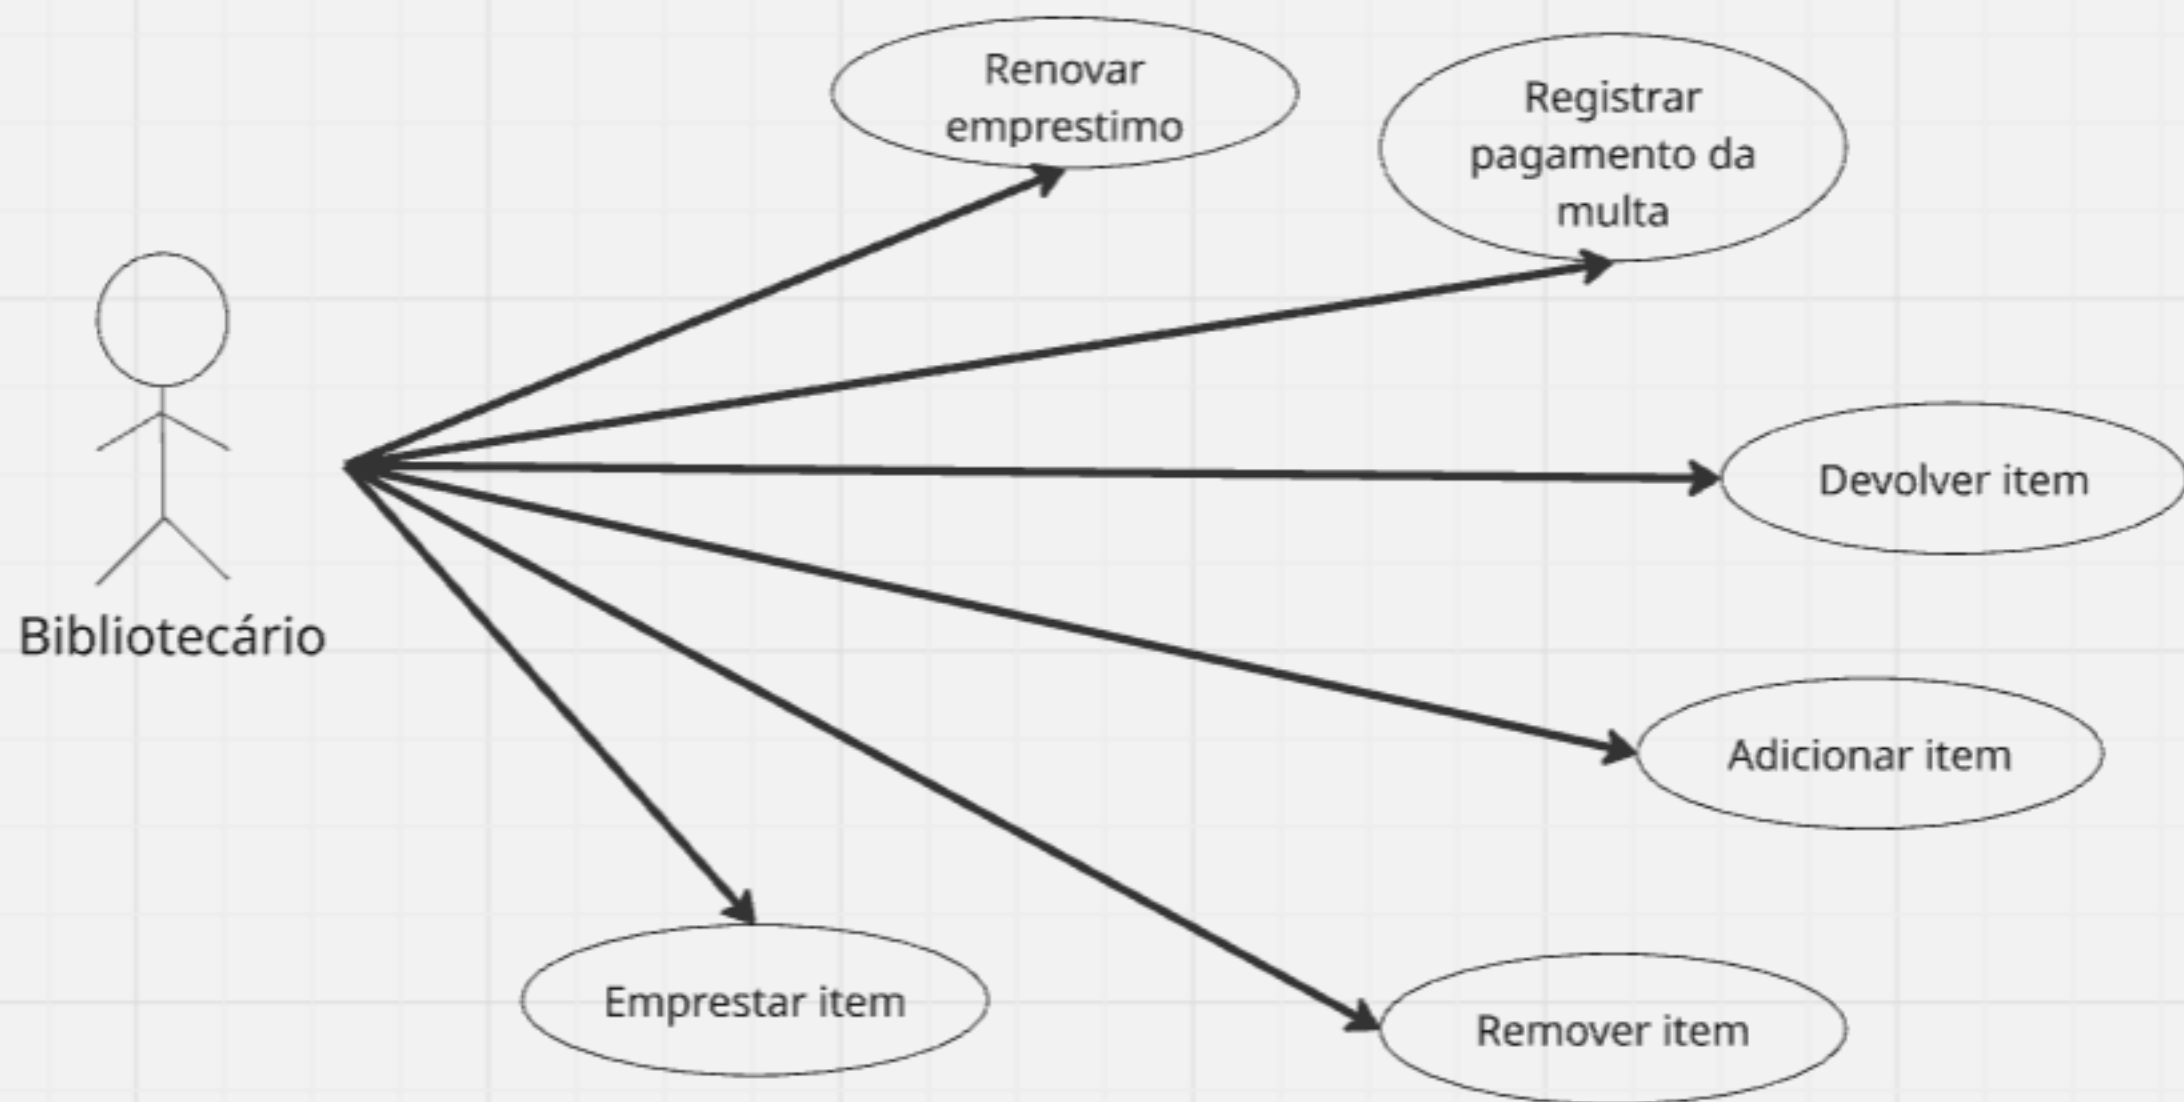 Renovar
emprestimo
Registrar
pagamento da
multa
Devolver item
Bibliotecário
Adicionar item
Emprestar item
Remover item